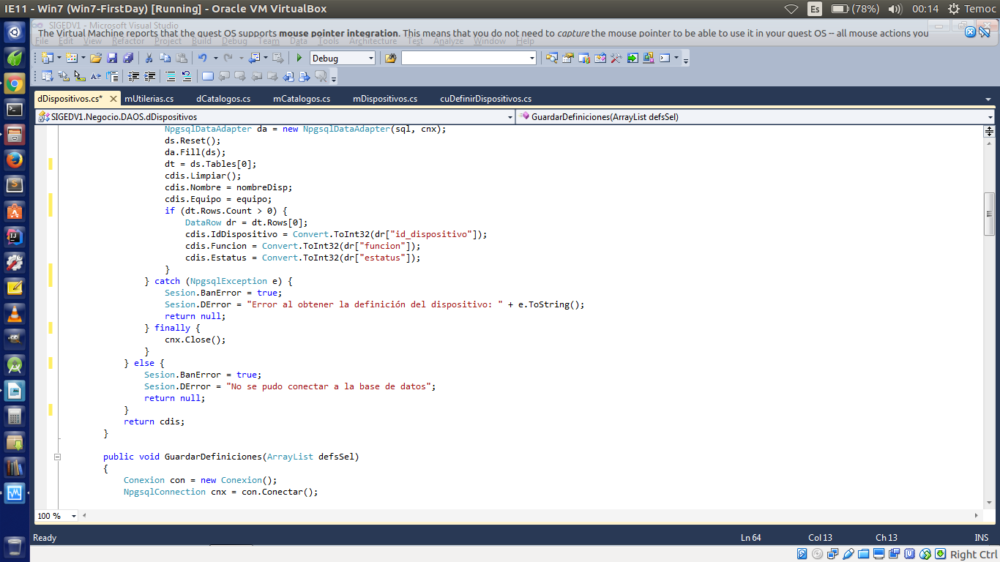 IE11 - Win7 (Win7-FirstDay) [Running] - Oracle VM VirtualBox
Es (78%) 00:14 Temoc
SIGEDV1 - Microsoft Visual Studio
The Virtual Machine reports that the guest OS supports mouse pointer integration. This means that you do not need to capture the mouse pointer to be able to use it in your guest OS – all mouse actions you
File Edit View Refactor Project Build Debug Team Data Tools Architecture Test Analyze Window Help
Debug
dDispositivos.cs* mUtilerias.cs dCatalogos.cs mCatalogos.cs mDispositivos.cs cuDefinirDispositivos.cs
SIGEDV1.Negocio.DAOS.dDispositivos GuardarDefiniciones(ArrayList defsSel)
NpgsqlDataAdapter da = new NpgsqlDataAdapter(sql, cnx);
ds.Reset();
da.Fill(ds);
dt = ds.Tables[0];
cdis.Limpiar();
cdis.Nombre = nombreDisp;
cdis.Equipo = equipo;
if (dt.Rows.Count > 0) {
DataRow dr = dt.Rows[0];
cdis.IdDispositivo = Convert.ToInt32(dr["id_dispositivo"]);
cdis.Funcion = Convert.ToInt32(dr["funcion"]);
cdis.Estatus = Convert.ToInt32(dr["estatus"]);
}
} catch (NpgsqlException e) {
Sesion.BanError = true;
Sesion.DError = "Error al obtener la definición del dispositivo: " + e.ToString();
return null;
} finally {
cnx.Close();
}
} else {
Sesion.BanError = true;
Sesion.DError = "No se pudo conectar a la base de datos";
return null;
}
return cdis;
}
public void GuardarDefiniciones(ArrayList defsSel)
{
Conexion con = new Conexion();
NpgsqlConnection cnx = con.Conectar();
100 %
Ready Ln 64 Col 13 Ch 13 INS
Right Ctrl